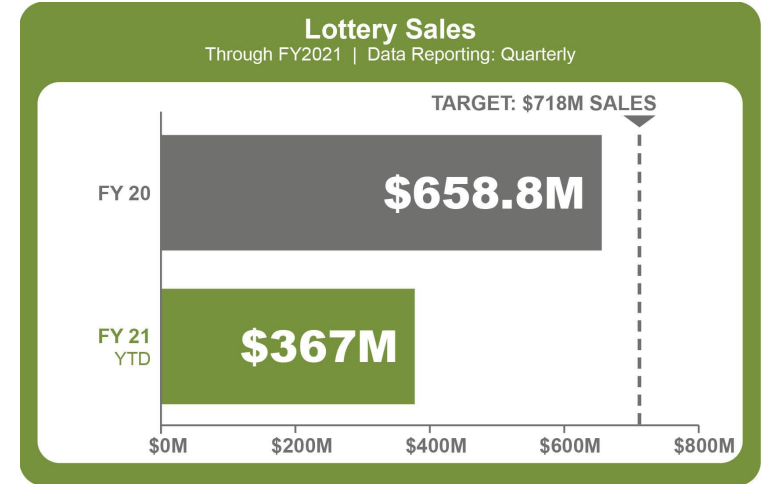 Lottery Sales
Through FY2021 | Data Reporting: Quarterly
TARGET: $718M SALES
FY 20
$658.8M
FY 21
YTD
$367M
$0M
$200M
$400M
$600M
$800M